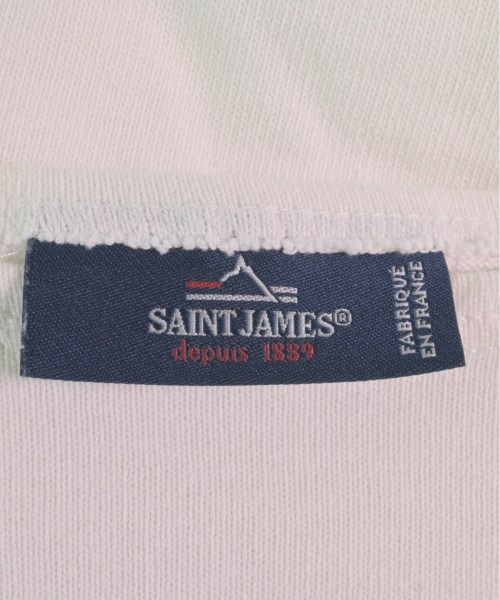 SAINT JAMES®
depuis 1889
FABRIQUÉ
EN FRANCE